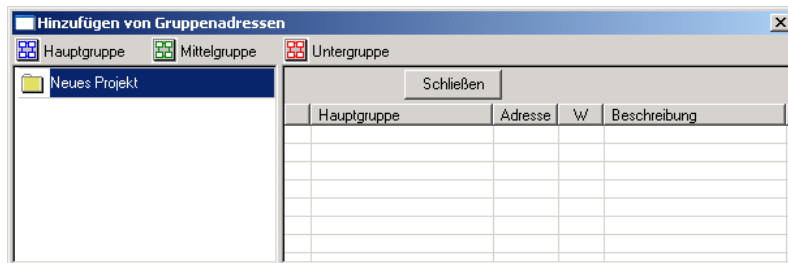 Hinzufügen von Gruppenadressen
Hauptgruppe Mittelgruppe Untergruppe
Neues Projekt
Schließen
Hauptgruppe Adresse W Beschreibung